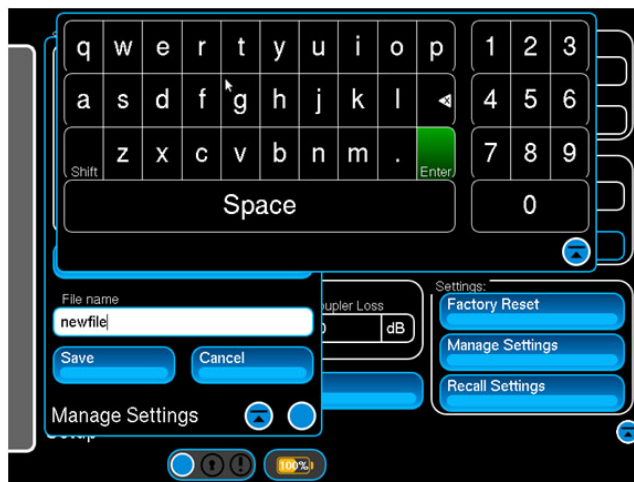 q w e r t y u i o p 1 2 3
a s d f g h j k l 4 5 6
Shift z x c v b n m . Enter 7 8 9
Space 0
File name
newfile
Save Cancel
Manage Settings
Loss
dB
Settings:
Factory Reset
Manage Settings
Recall Settings
100%